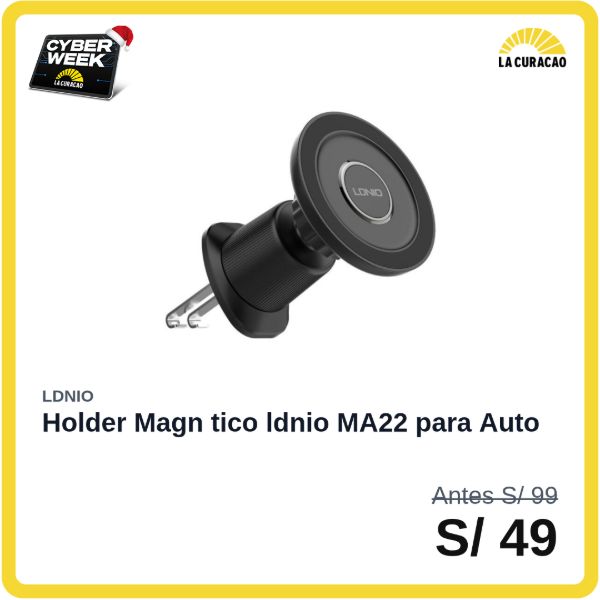 CYBER
WEEK
LA CURACAO
LA CURACAO
LDNIO
LDNIO
Holder Magn tico ldnio MA22 para Auto
Antes S/ 99
S/ 49